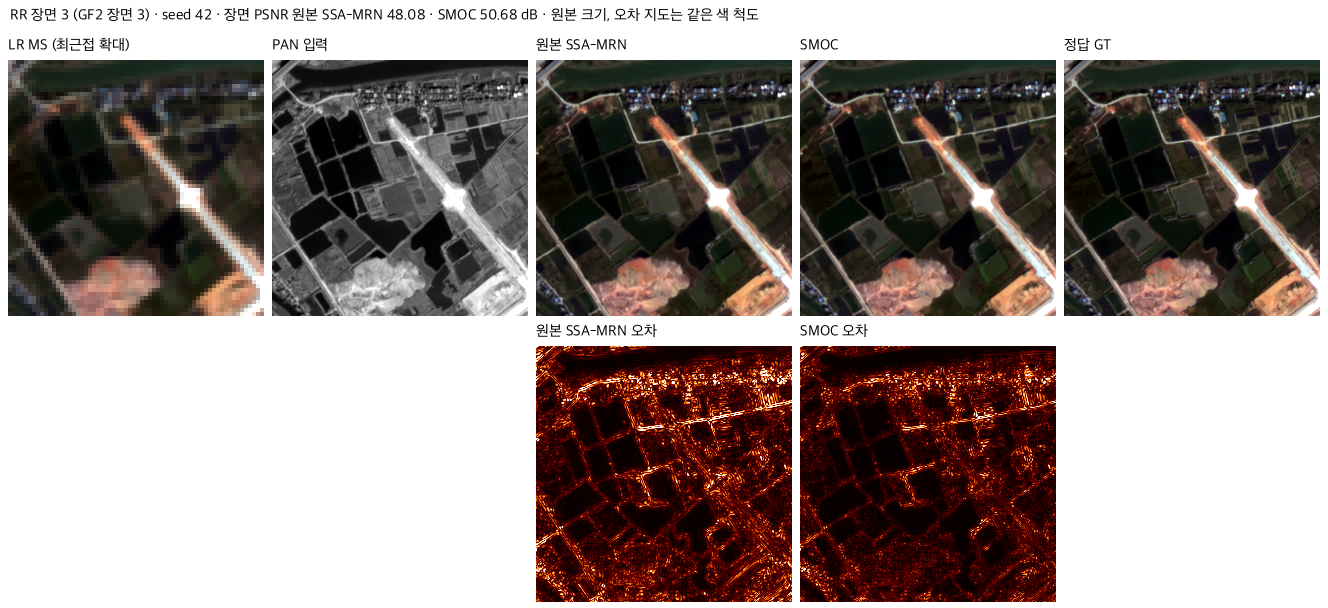 RR 장면 3 (GF2 장면 3) · seed 42 · 장면 PSNR 원본 SSA-MRN 48.08 · SMOC 50.68 dB · 원본 크기, 오차 지도는 같은 색 척도
LR MS (최근접 확대)
PAN 입력
원본 SSA-MRN
SMOC
정답 GT
원본 SSA-MRN 오차
SMOC 오차